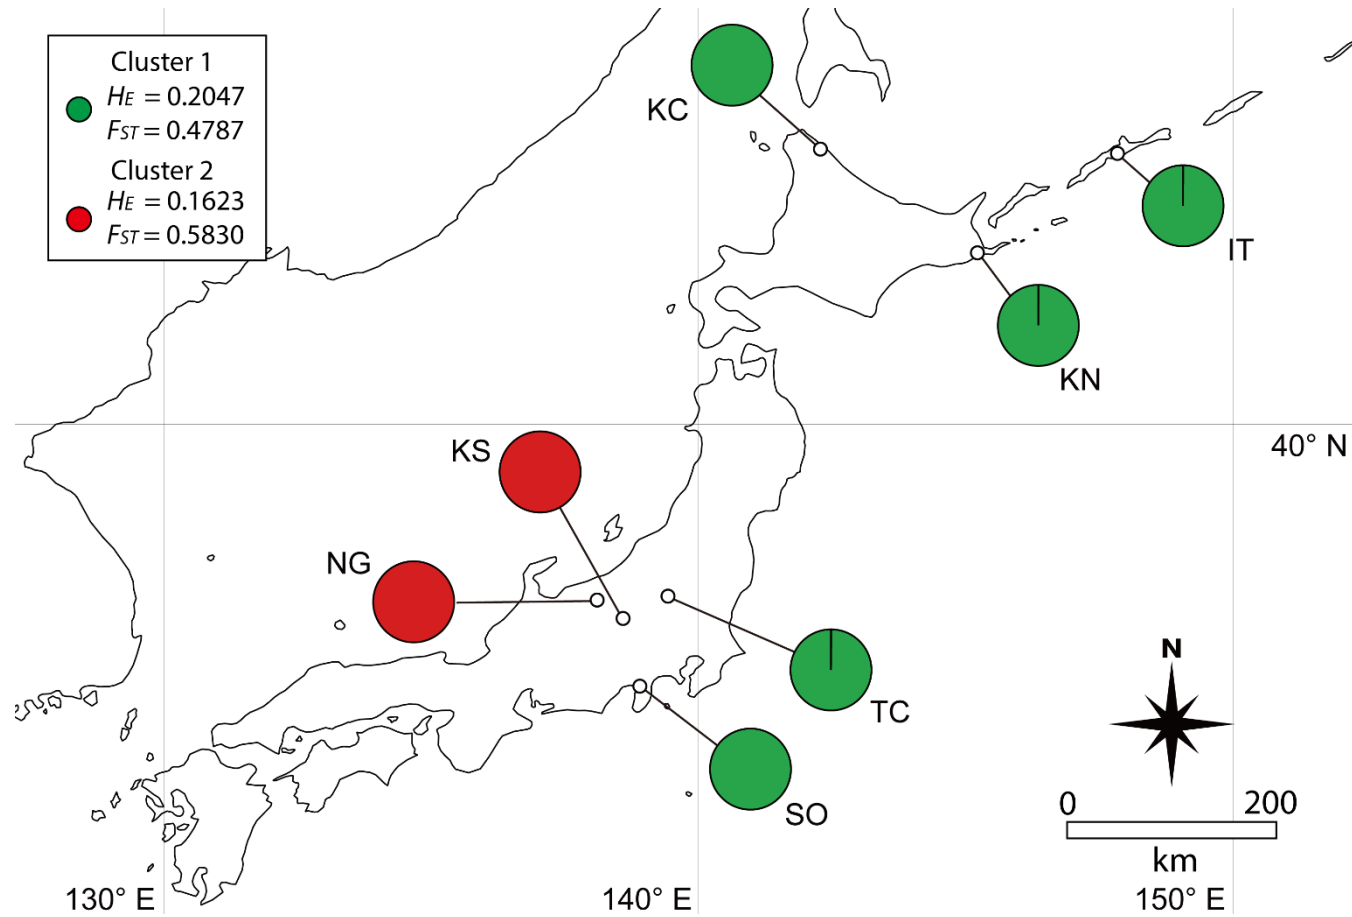 Cluster 1
HE = 0.2047
FST = 0.4787
Cluster 2
HE = 0.1623
FST = 0.5830
KC
IT
KN
40° N
KS
NG
N
TC
SO
0 200
km
130° E 140° E 150° E